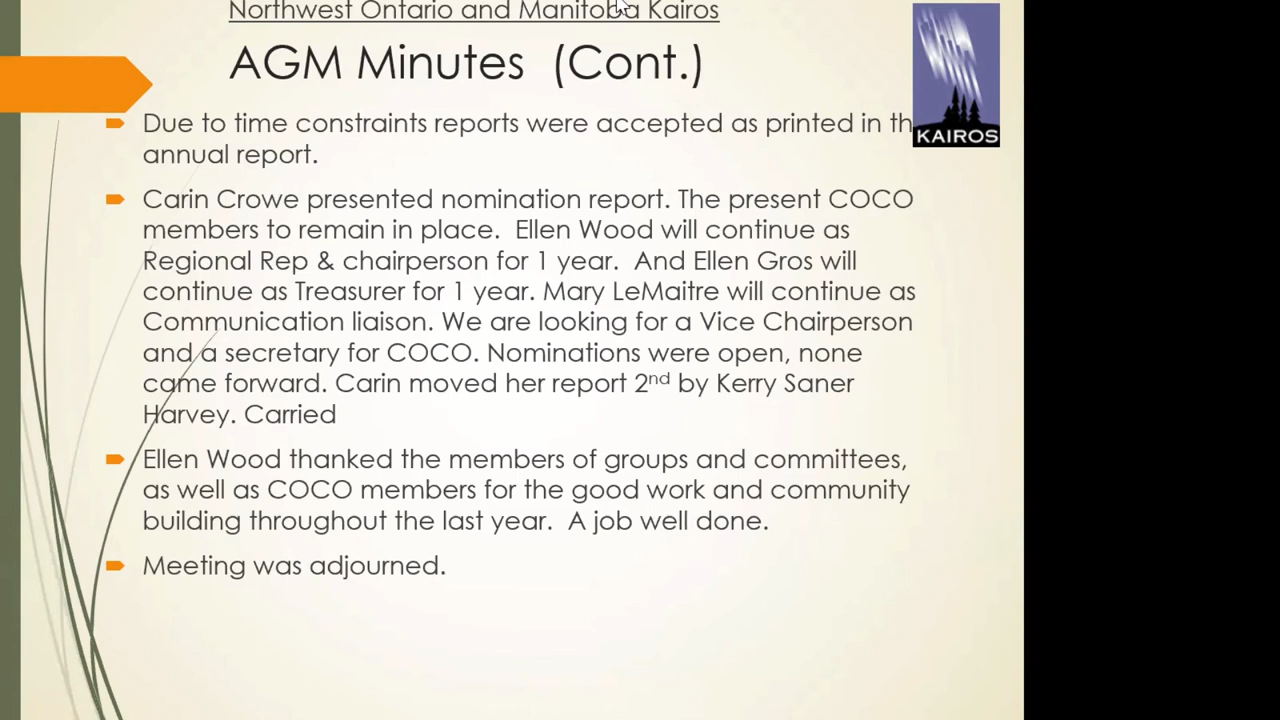 Northwest Ontario and Manitoba Kairos
AGM Minutes (Cont.)
KAIROS
Due to time constraints reports were accepted as printed in th
annual report.
Carin Crowe presented nomination report. The present COCO
members to remain in place. Ellen Wood will continue as
Regional Rep & chairperson for 1 year. And Ellen Gros will
continue as Treasurer for 1 year. Mary LeMaitre will continue as
Communication liaison. We are looking for a Vice Chairperson
and a secretary for COCO. Nominations were open, none
came forward. Carin moved her report 2nd by Kerry Saner
Harvey. Carried
Ellen Wood thanked the members of groups and committees,
as well as COCO members for the good work and community
building throughout the last year. A job well done.
Meeting was adjourned.